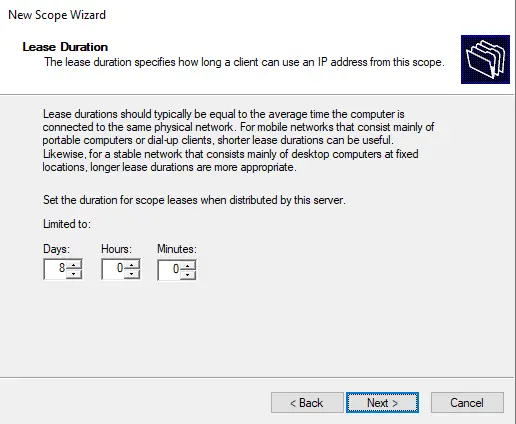 New Scope Wizard
Lease Duration
The lease duration specifies how long a client can use an IP address from this scope.
Lease durations should typically be equal to the average time the computer is
connected to the same physical network. For mobile networks that consist mainly of
portable computers or dial-up clients, shorter lease durations can be useful.
Likewise, for a stable network that consists mainly of desktop computers at fixed
locations, longer lease durations are more appropriate.
Set the duration for scope leases when distributed by this server.
Limited to:
Days: Hours: Minutes:
8 0 0
< Back Next > Cancel